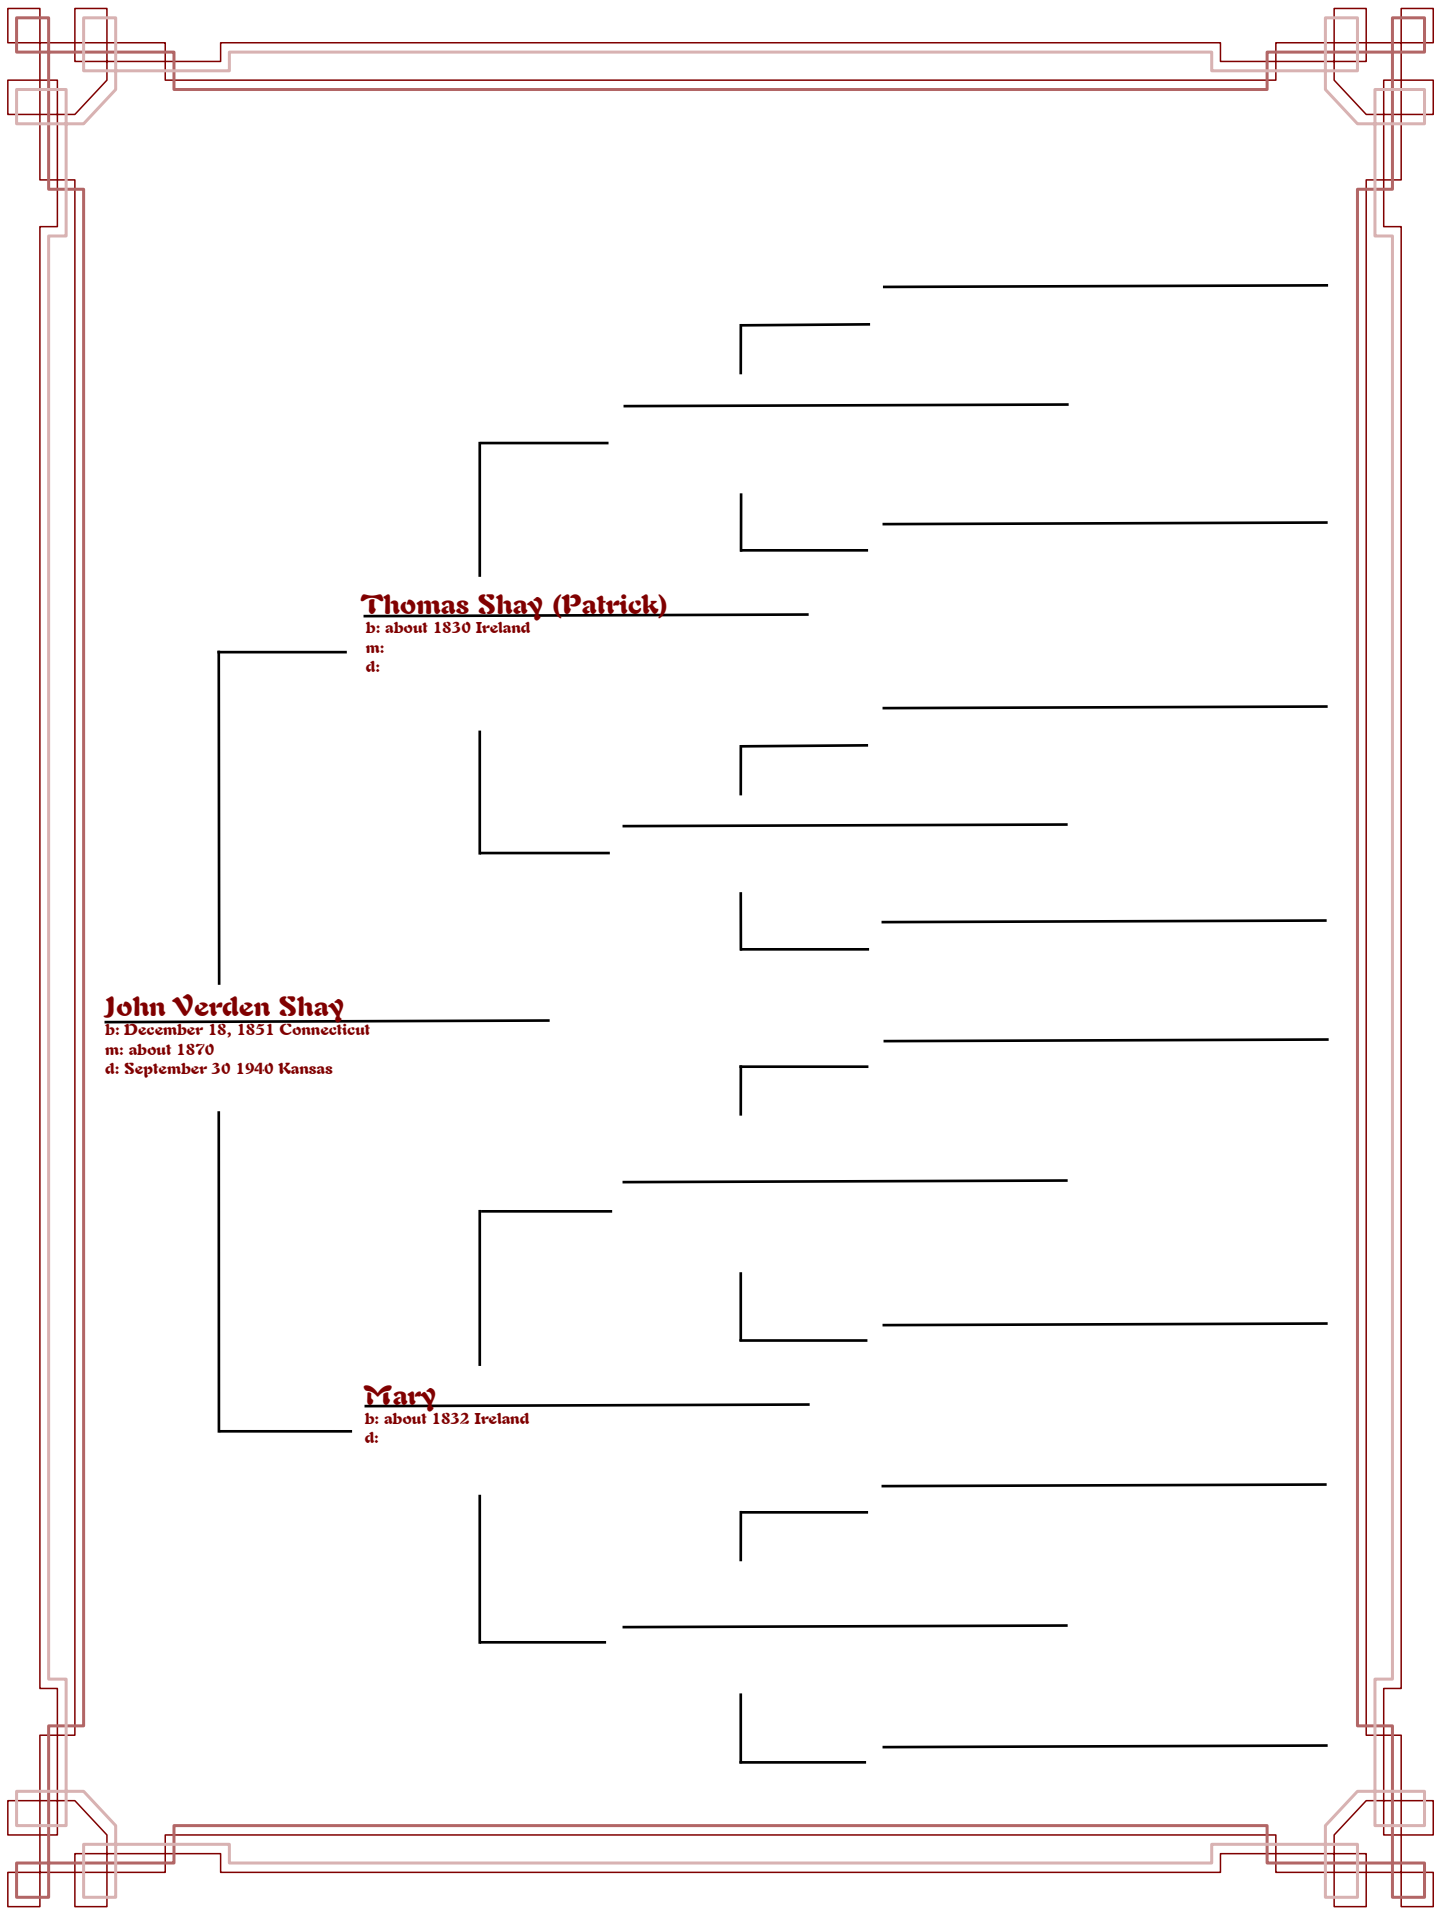 Thomas Shay (Patrick)
b: about 1830 Ireland
m:
d:
John Verden Shay
b: December 18, 1851 Connecticut
m: about 1870
d: September 30 1940 Kansas
Mary
b: about 1832 Ireland
d: